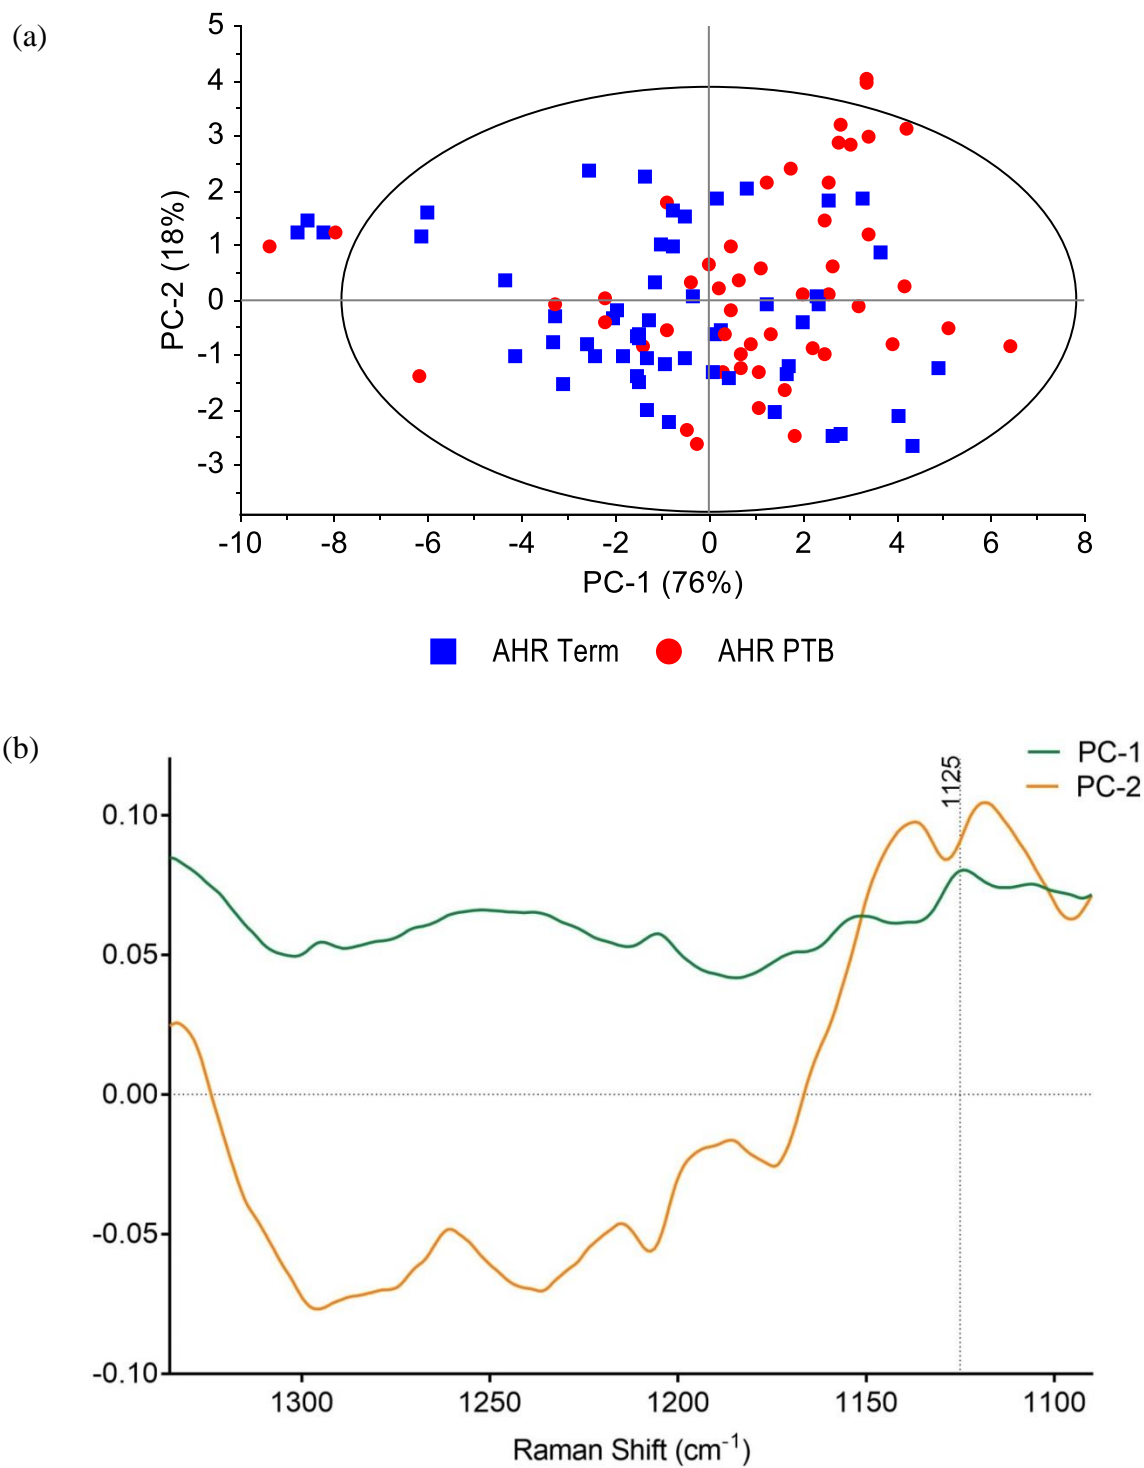 (a)
5
4
3
2
1
0
-1
-2
-3
PC-2 (18%)
-10 -8 -6 -4 -2 0 2 4 6 8
PC-1 (76%)
AHR Term AHR PTB
(b)
PC-1
PC-2
1125
0.10
0.05
0.00
-0.05
-0.10
1300 1250 1200 1150 1100
Raman Shift (cm⁻¹)